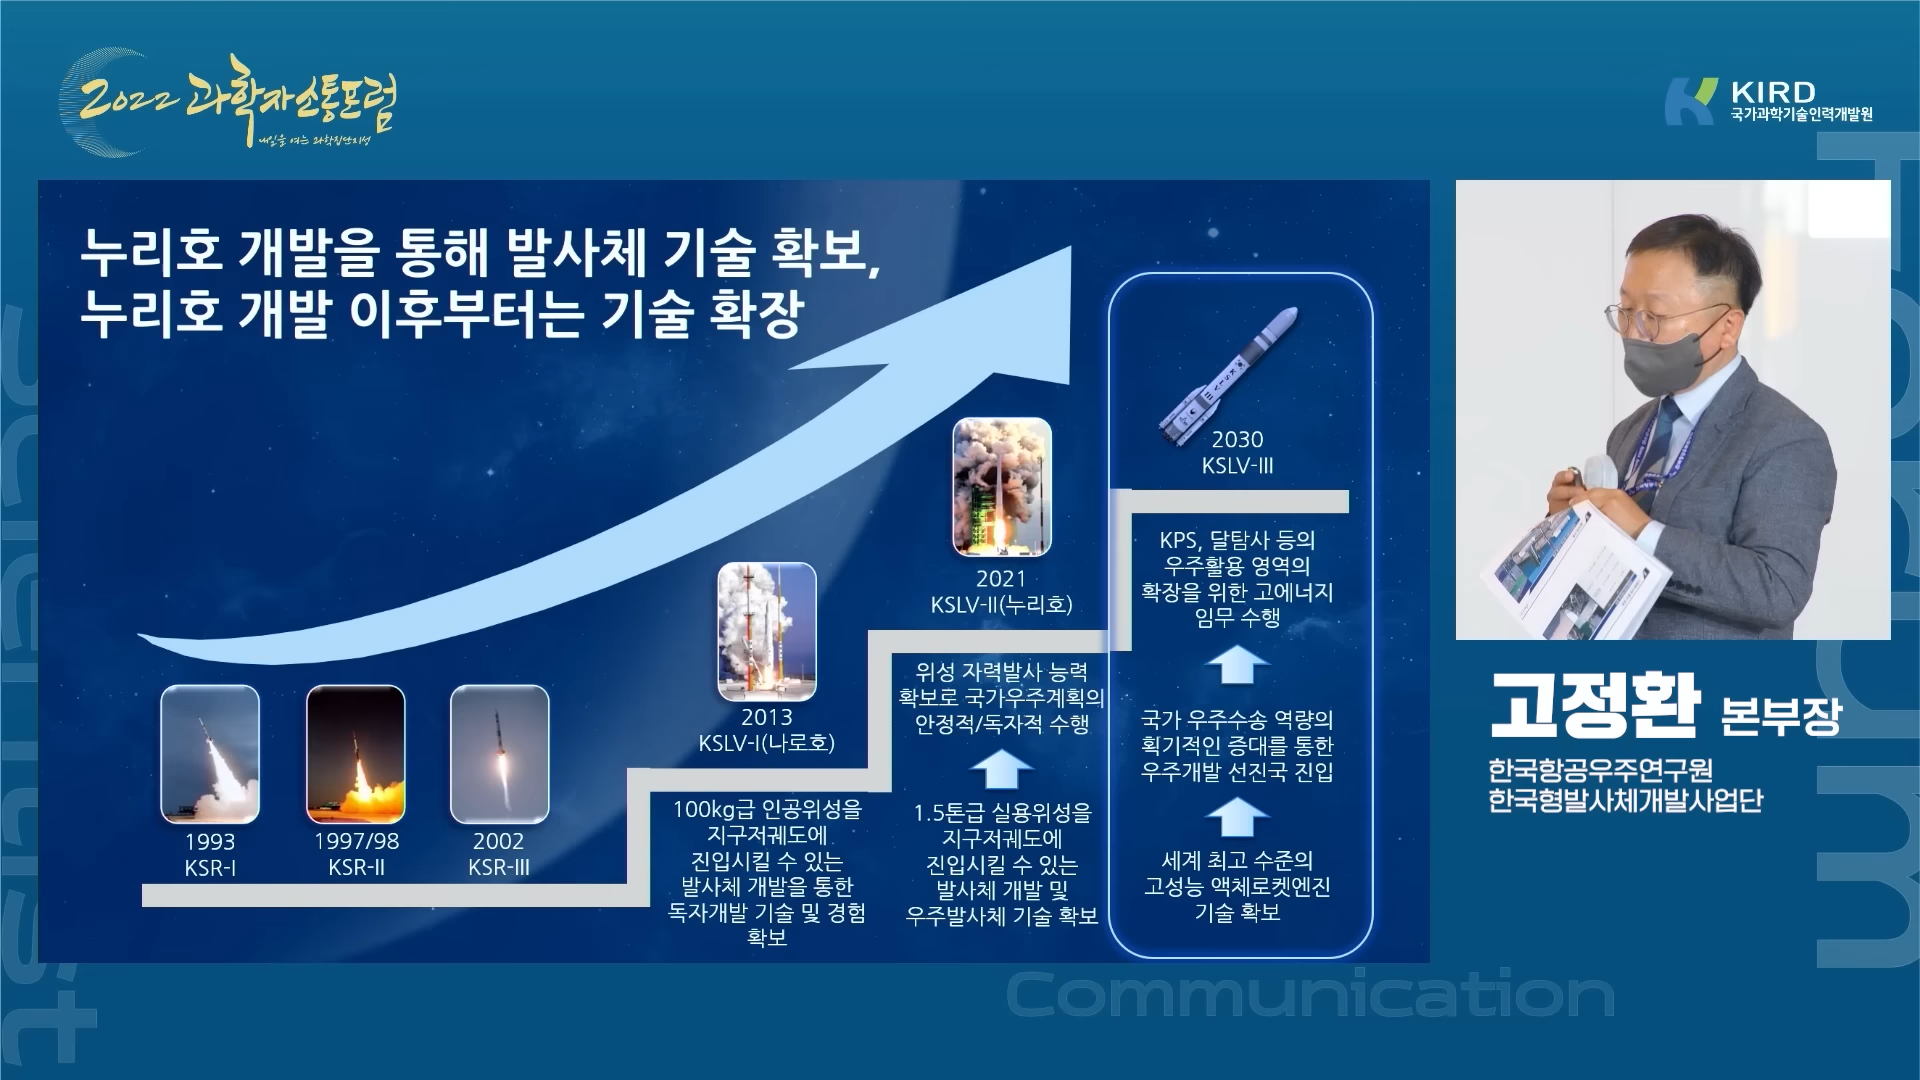 2022 과학자소통포럼
내일을 여는 과학집단지성
KIRD
국가과학기술인력개발원
누리호 개발을 통해 발사체 기술 확보,
누리호 개발 이후부터는 기술 확장
1993
KSR-I
1997/98
KSR-II
2002
KSR-III
2013
KSLV-I(나로호)
100kg급 인공위성을
지구저궤도에
진입시킬 수 있는
발사체 개발을 통한
독자개발 기술 및 경험
확보
2021
KSLV-II(누리호)
위성 자력발사 능력
확보로 국가우주계획의
안정적/독자적 수행
1.5톤급 실용위성을
지구저궤도에
진입시킬 수 있는
발사체 개발 및
우주발사체 기술 확보
KSLV III
2030
KSLV-III
KPS, 달탐사 등의
우주활용 영역의
확장을 위한 고에너지
임무 수행
국가 우주수송 역량의
획기적인 증대를 통한
우주개발 선진국 진입
세계 최고 수준의
고성능 액체로켓엔진
기술 확보
고정환 본부장
한국항공우주연구원
한국형발사체개발사업단
Communication
Forum